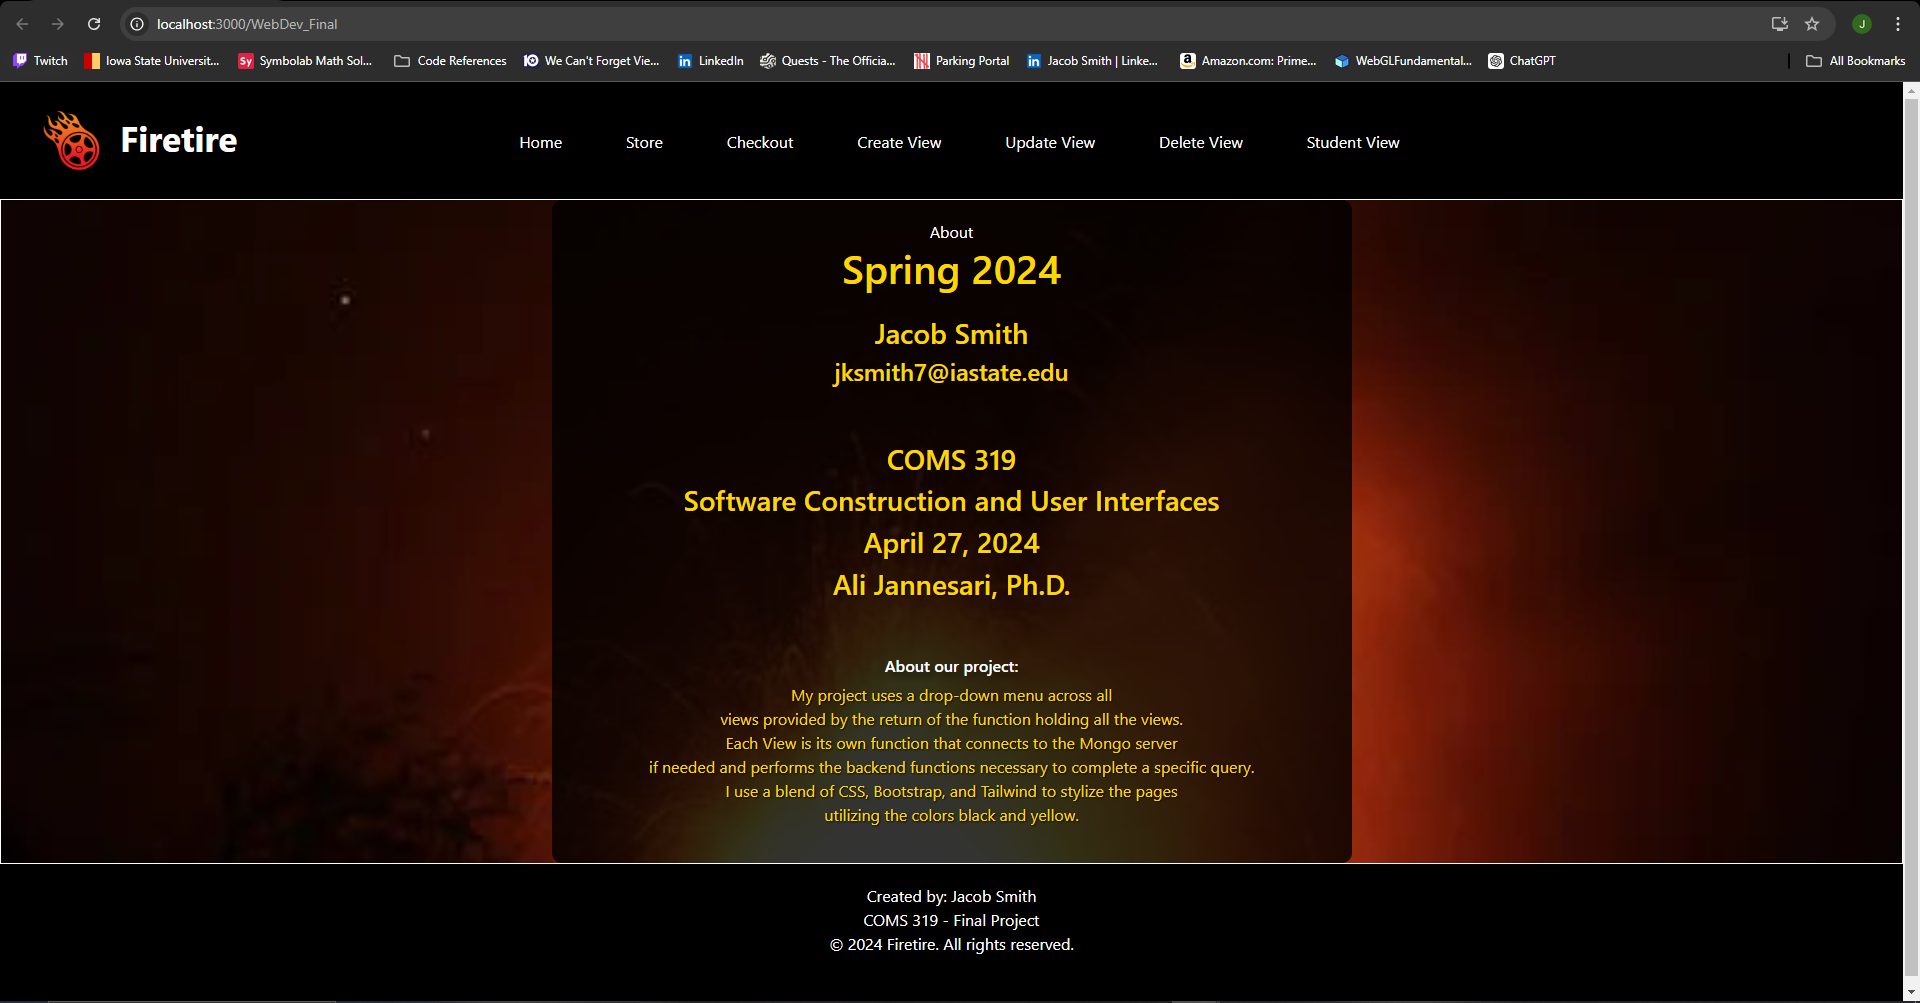 localhost:3000/WebDev_Final
J
Twitch
Iowa State Universit...
Sy Symbolab Math Sol...
Code References
We Can't Forget Vie...
in LinkedIn
Quests - The Officia...
Parking Portal
in Jacob Smith | Linke...
a Amazon.com: Prime...
WebGLFundamental...
ChatGPT
All Bookmarks
Firetire
Home
Store
Checkout
Create View
Update View
Delete View
Student View
About
Spring 2024
Jacob Smith
jksmith7@iastate.edu
COMS 319
Software Construction and User Interfaces
April 27, 2024
Ali Jannesari, Ph.D.
About our project:
My project uses a drop-down menu across all
views provided by the return of the function holding all the views.
Each View is its own function that connects to the Mongo server
if needed and performs the backend functions necessary to complete a specific query.
I use a blend of CSS, Bootstrap, and Tailwind to stylize the pages
utilizing the colors black and yellow.
Created by: Jacob Smith
COMS 319 - Final Project
© 2024 Firetire. All rights reserved.